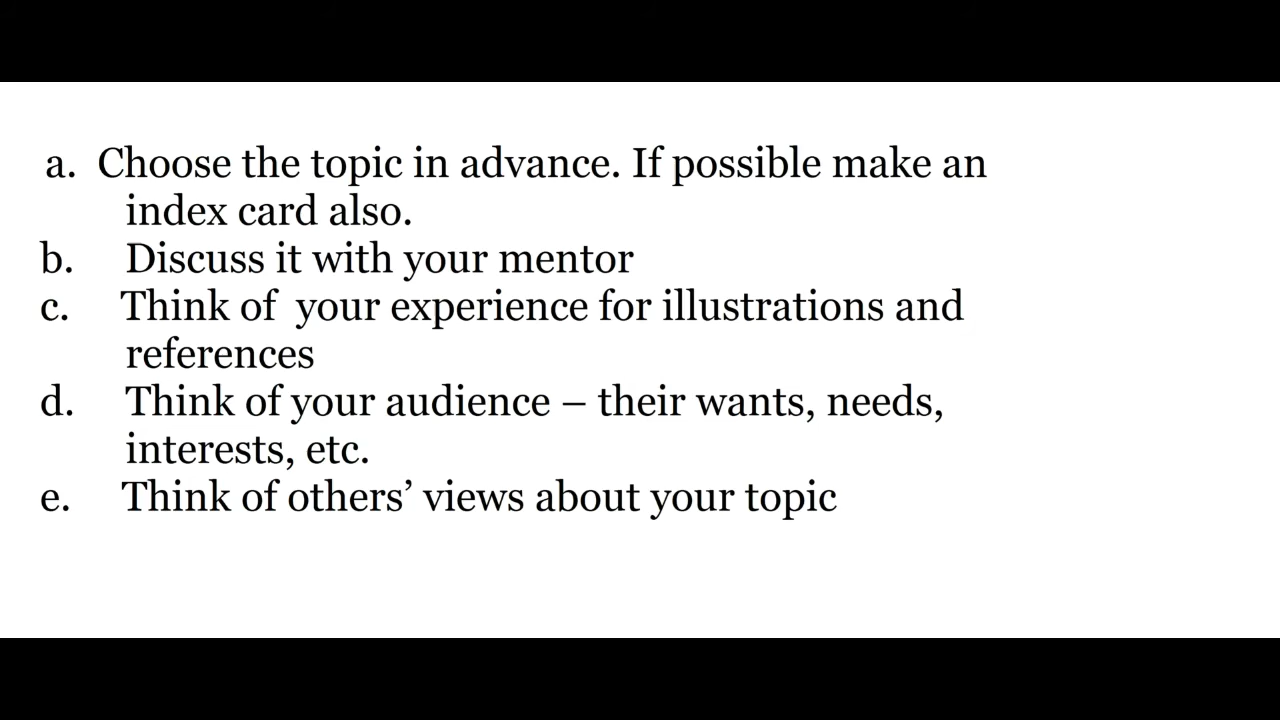 a. Choose the topic in advance. If possible make an
index card also.
b. Discuss it with your mentor
c. Think of your experience for illustrations and
references
d. Think of your audience – their wants, needs,
interests, etc.
e. Think of others’ views about your topic